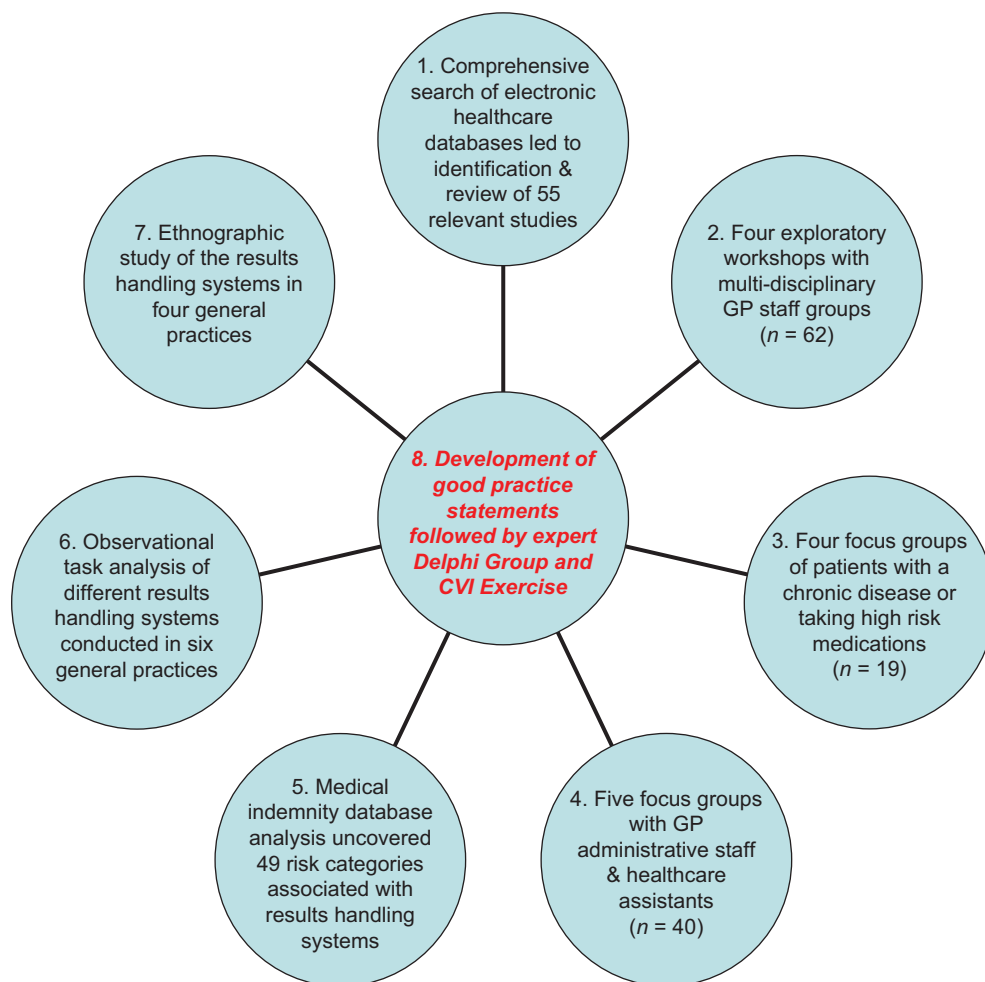 1. Comprehensive
search of electronic
healthcare
databases led to
identification &
review of 55
relevant studies
2. Four exploratory
workshops with
multi-disciplinary
GP staff groups
(n = 62)
3. Four focus groups
of patients with a
chronic disease or
taking high risk
medications
(n = 19)
4. Five focus groups
with GP
administrative staff
& healthcare
assistants
(n = 40)
5. Medical
indemnity database
analysis uncovered
49 risk categories
associated with
results handling
systems
6. Observational
task analysis of
different results
handling systems
conducted in six
general practices
7. Ethnographic
study of the results
handling systems in
four general
practices
8. Development of
good practice
statements
followed by expert
Delphi Group and
CVI Exercise